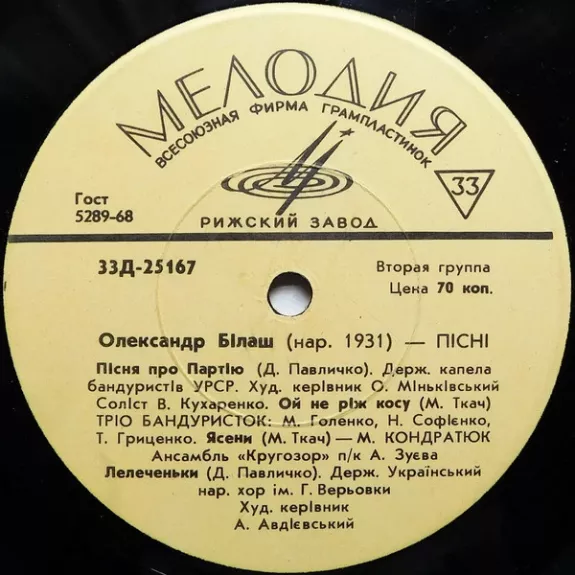 МЕЛОДИЯ
ВСЕСОЮЗНАЯ ФИРМА ГРАМПЛАСТИНОК
33
Гост
5289-68
РИЖСКИЙ ЗАВОД
33Д-25167
Вторая группа
Цена 70 коп.
Олександр Білаш (нар. 1931) — ПІСНІ
Пісня про Партію (Д. Павличко). Держ. капела
бандуристів УРСР. Худ. керівник О. Міньківський
Соліст В. Кухаренко. Ой не ріж косу (М. Ткач)
ТРІО БАНДУРИСТОК: М. Голенко, Н. Софієнко,
Т. Гриценко. Ясени (М. Ткач) — М. КОНДРАТЮК
Ансамбль «Кругозор» п/к А. Зуєва
Лелеченьки (Д. Павличко). Держ. Український
нар. хор ім. Г. Верьовки
Худ. керівник
А. Авдієвський